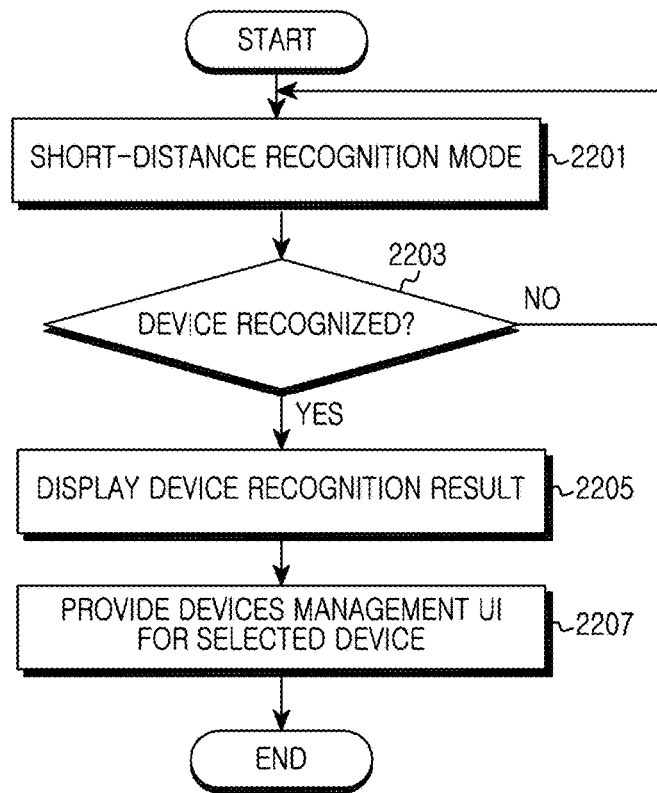 START
SHORT-DISTANCE RECOGNITION MODE
2201
2203
DEVICE RECOGNIZED?
NO
YES
DISPLAY DEVICE RECOGNITION RESULT
2205
PROVIDE DEVICES MANAGEMENT UI
FOR SELECTED DEVICE
2207
END